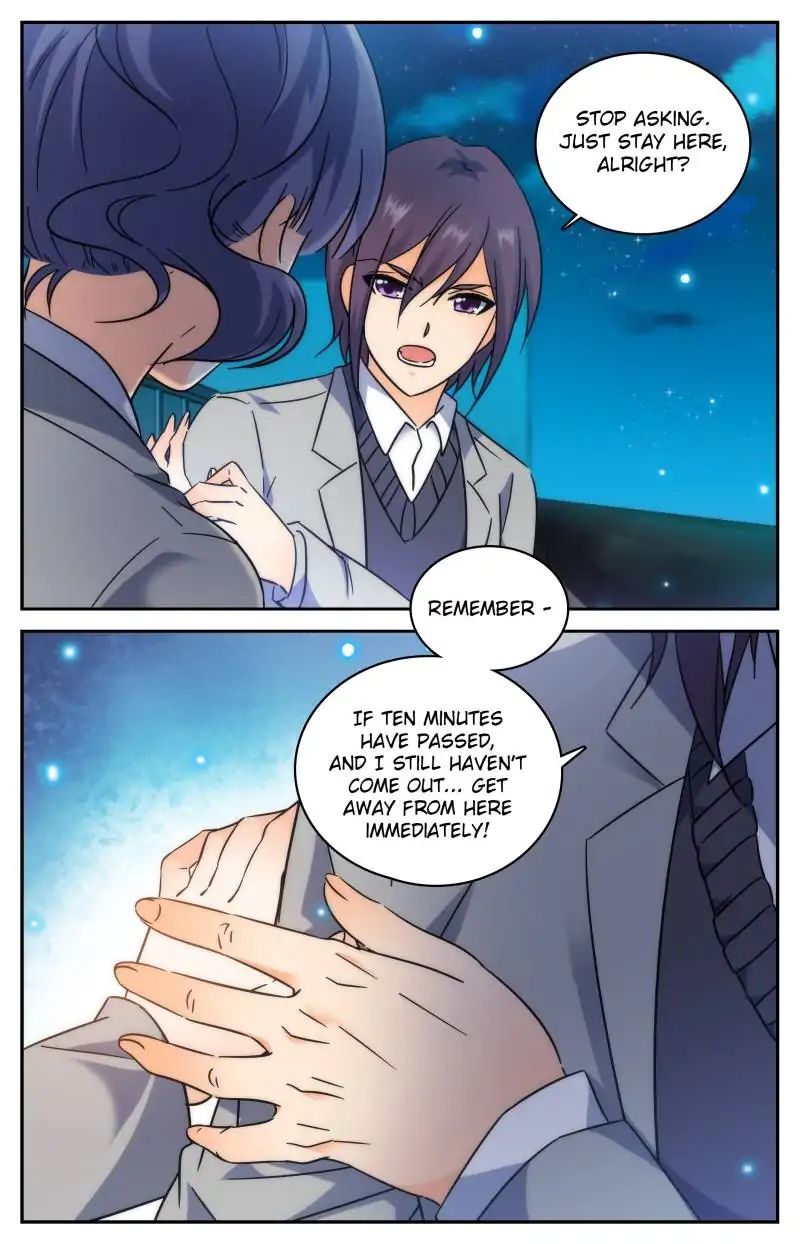 STOP ASKING.
JUST STAY HERE,
ALRIGHT?
REMEMBER -
IF TEN MINUTES
HAVE PASSED,
AND I STILL HAVEN'T
COME OUT... GET
AWAY FROM HERE
IMMEDIATELY!